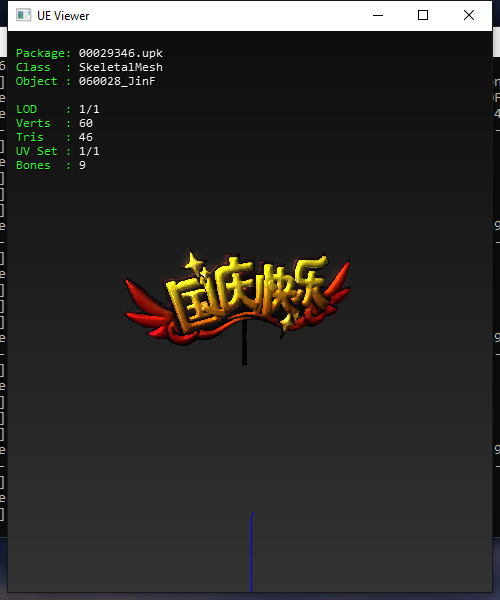 UE Viewer
Package: 00029346.upk
Class : SkeletalMesh
Object : 060028_JinF
LOD : 1/1
Verts : 60
Tris : 46
UV Set : 1/1
Bones : 9
国庆快乐